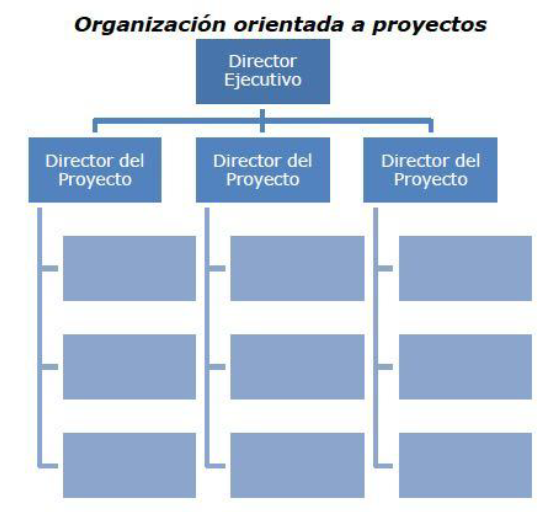 Organización orientada a proyectos
Director
Ejecutivo
Director del
Proyecto
Director del
Proyecto
Director del
Proyecto